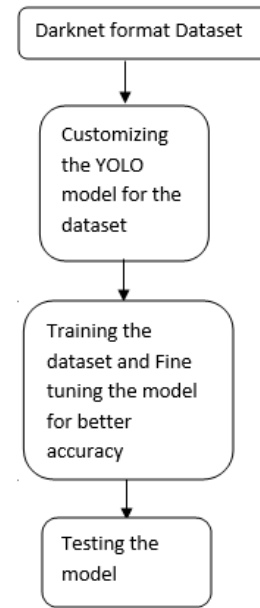 Darknet format Dataset
Customizing
the YOLO
model for the
dataset
Training the
dataset and Fine
tuning the model
for better
accuracy
Testing the
model